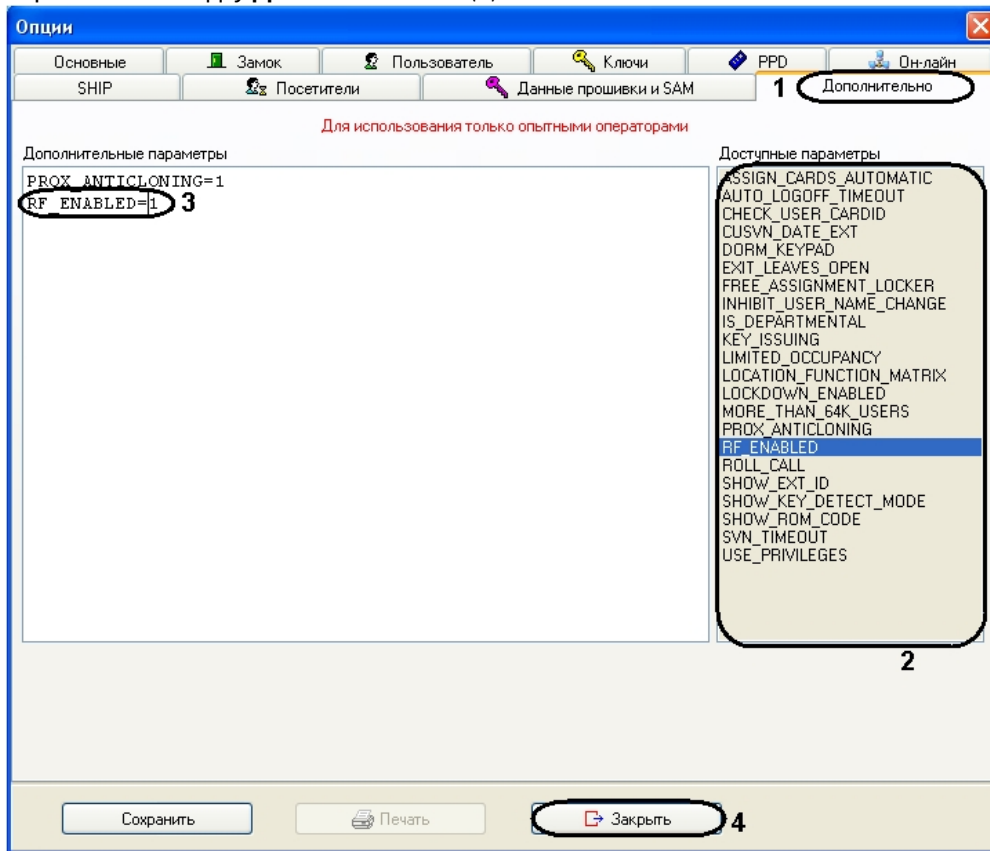 Опции
Основные Замок Пользователь Ключи PPD Он-лайн
SHIP Посетители Данные прошивки и SAM 1 Дополнительно
Для использования только опытными операторами
Дополнительные параметры
Доступные параметры
PROX_ANTICLONING=1
RF_ENABLED=1 3
ASSIGN_CARDS_AUTOMATIC
AUTO_LOGOFF_TIMEOUT
CHECK_USER_CARDID
CUSVN_DATE_EXT
DORM_KEYPAD
EXIT_LEAVES_OPEN
FREE_ASSIGNMENT_LOCKER
INHIBIT_USER_NAME_CHANGE
IS_DEPARTMENTAL
KEY_ISSUING
LIMITED_OCCUPANCY
LOCATION_FUNCTION_MATRIX
LOCKDOWN_ENABLED
MORE_THAN_64K_USERS
PROX_ANTICLONING
RF_ENABLED
ROLL_CALL
SHOW_EXT_ID
SHOW_KEY_DETECT_MODE
SHOW_ROM_CODE
SVN_TIMEOUT
USE_PRIVILEGES
2
Сохранить Печать Закрыть 4